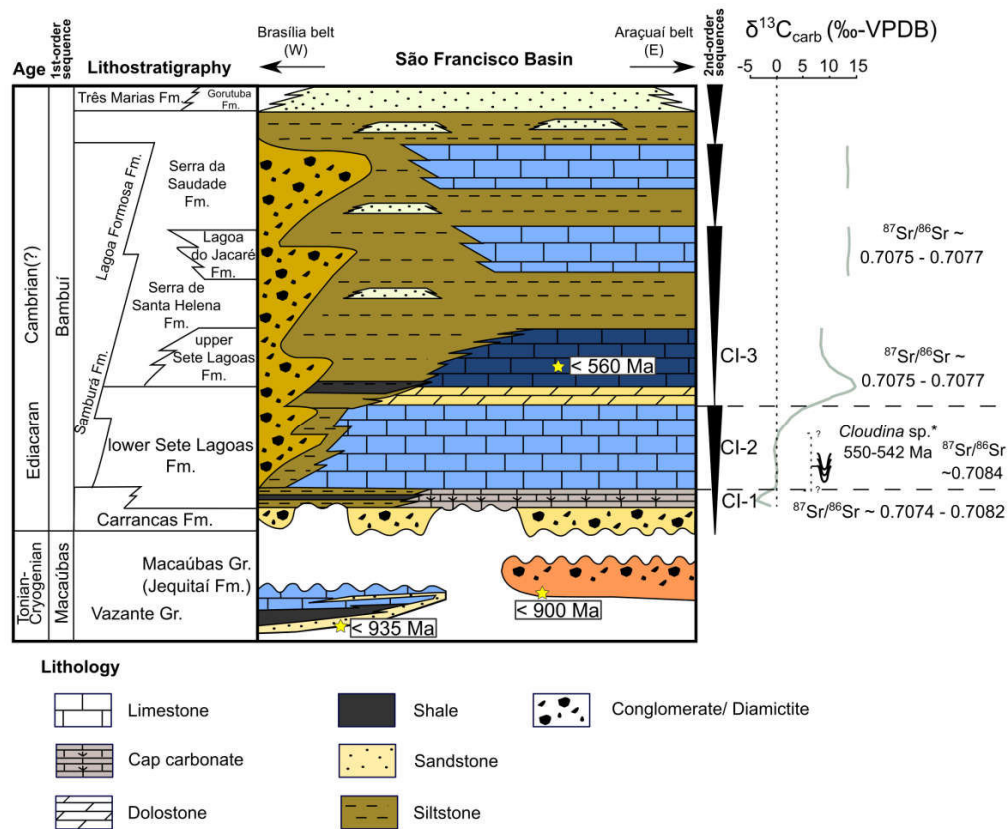 Age
1st-order
sequence
Lithostratigraphy
Brasília belt
(W)
São Francisco Basin
Araçuaí belt
(E)
2nd-order sequences
δ¹³C carb (‰-VPDB)
-5 0 5 10 15
Três Marias Fm.
Gorutuba
Fm.
Cambrian(?)
Ediacaran
Bambuí
Lagoa Formosa Fm.
Samburá Fm.
Serra da
Saudade
Fm.
Lagoa
do Jacaré
Fm.
Serra de
Santa Helena
Fm.
upper
Sete Lagoas
Fm.
lower Sete Lagoas
Fm.
Carrancas Fm.
< 560 Ma
CI-3
CI-2
CI-1
⁸⁷Sr/⁸⁶Sr ~
0.7075 - 0.7077
⁸⁷Sr/⁸⁶Sr ~
0.7075 - 0.7077
?
Cloudina sp.*
550-542 Ma
⁸⁷Sr/⁸⁶Sr
~0.7084
?
⁸⁷Sr/⁸⁶Sr ~ 0.7074 - 0.7082
Tonian-
Cryogenian
Macaúbas
Macaúbas Gr.
(Jequitaí Fm.)
Vazante Gr.
< 935 Ma
< 900 Ma
Lithology
Limestone
Cap carbonate
Dolostone
Shale
Sandstone
Siltstone
Conglomerate/ Diamictite